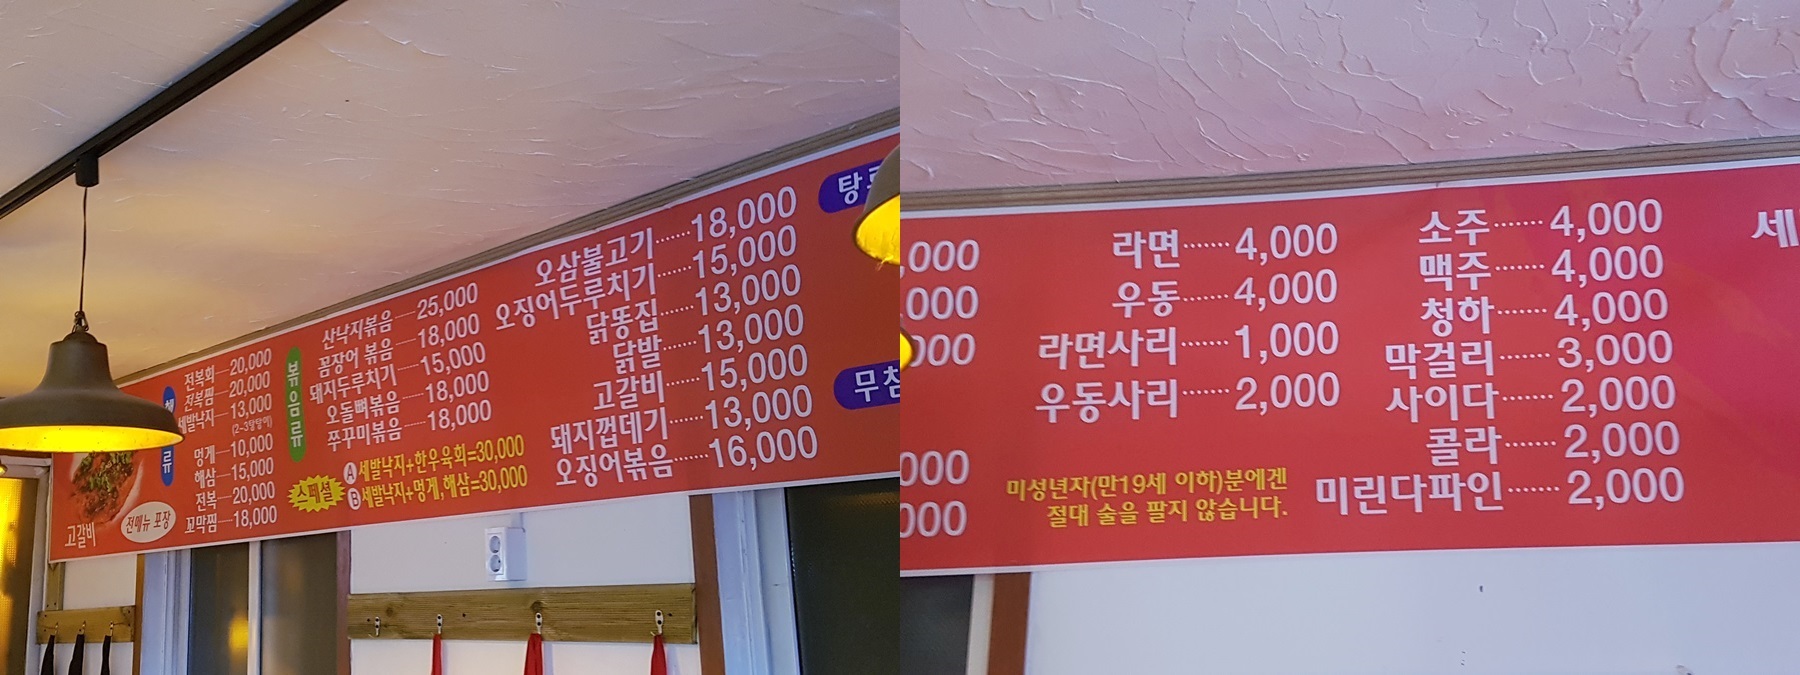 전복회 20,000
전복찜 20,000
세발낙지 13,000
(2~3탕탕이)
멍게 10,000
해삼 15,000
전복 20,000
꼬막찜 18,000
류
고갈비
전메뉴 포장
볶음류
산낙지볶음 25,000
꼼장어 볶음 18,000
돼지두루치기 15,000
오돌뼈볶음 18,000
쭈꾸미볶음 18,000
스페셜
A 세발낙지+한우육회=30,000
B 세발낙지+멍게,해삼=30,000
오삼불고기 18,000
오징어두루치기 15,000
닭똥집 13,000
닭발 13,000
고갈비 15,000
돼지껍데기 13,000
오징어볶음 16,000
탕
무침
,000
000
000
000
000
라면 4,000
우동 4,000
라면사리 1,000
우동사리 2,000
미성년자(만19세 이하)분에겐
절대 술을 팔지 않습니다.
소주 4,000
맥주 4,000
청하 4,000
막걸리 3,000
사이다 2,000
콜라 2,000
미린다파인 2,000
세